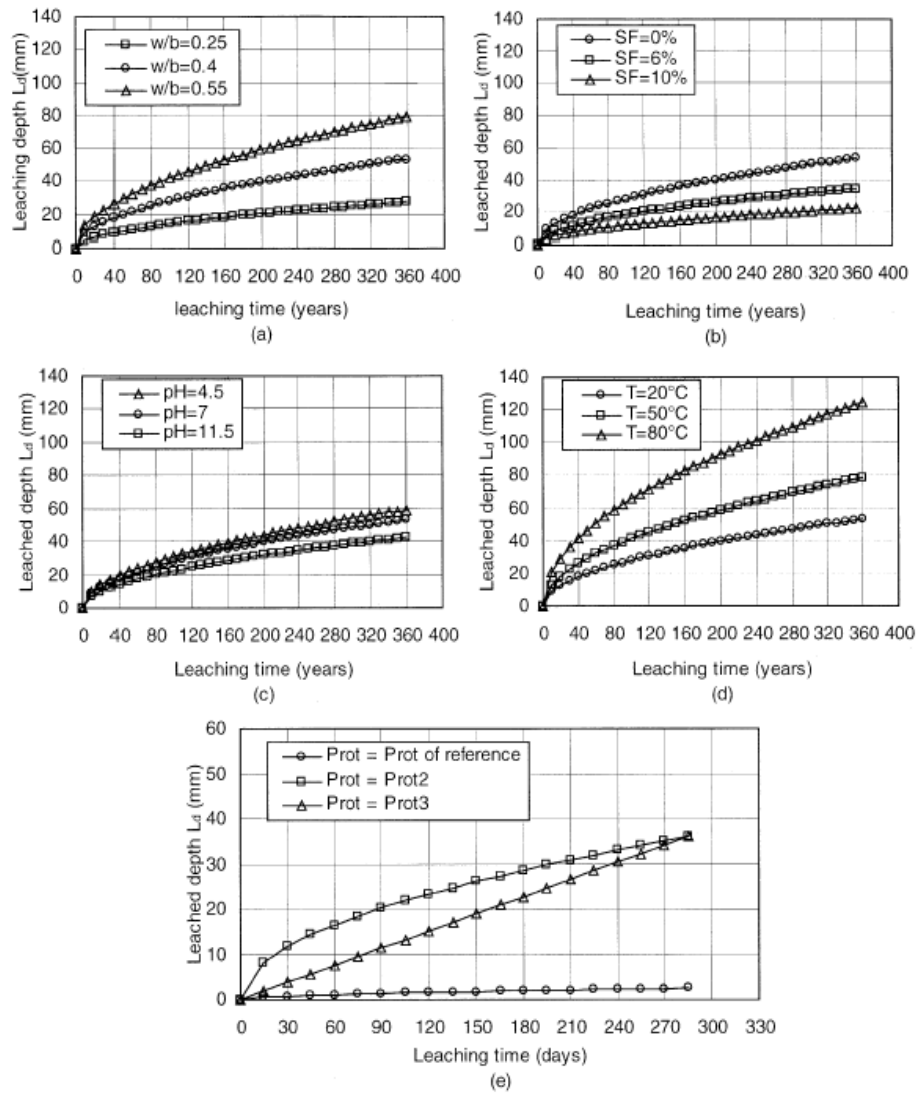 140
120
100
80
60
40
20
0
Leaching depth Ld(mm)
w/b=0.25
w/b=0.4
w/b=0.55
0 40 80 120 160 200 240 280 320 360 400
leaching time (years)
(a)
140
120
100
80
60
40
20
0
Leached depth Ld (mm)
SF=0%
SF=6%
SF=10%
0 40 80 120 160 200 240 280 320 360 400
Leaching time (years)
(b)
140
120
100
80
60
40
20
0
Leached depth Ld (mm)
pH=4.5
pH=7
pH=11.5
0 40 80 120 160 200 240 280 320 360 400
Leaching time (years)
(c)
140
120
100
80
60
40
20
0
Leached depth Ld (mm)
T=20°C
T=50°C
T=80°C
0 40 80 120 160 200 240 280 320 360 400
Leaching time (years)
(d)
60
50
40
30
20
10
0
Leached depth Ld (mm)
Prot = Prot of reference
Prot = Prot2
Prot = Prot3
0 30 60 90 120 150 180 210 240 270 300 330
Leaching time (days)
(e)